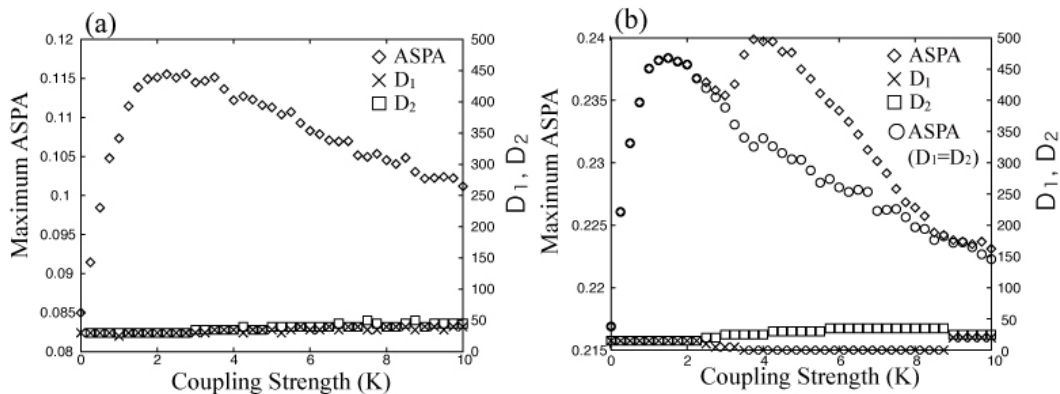 (a)
0.12
0.115
0.11
0.105
0.1
0.095
0.09
0.085
0.08
Maximum ASPA
500
450
400
350
300
250
200
150
100
50
0
D1, D2
ASPA
D1
D2
0 2 4 6 8 10
Coupling Strength (K)
(b)
0.24
0.235
0.23
0.225
0.22
0.215
Maximum ASPA
500
450
400
350
300
250
200
150
100
50
0
D1, D2
ASPA
D1
D2
ASPA
(D1=D2)
0 2 4 6 8 10
Coupling Strength (K)